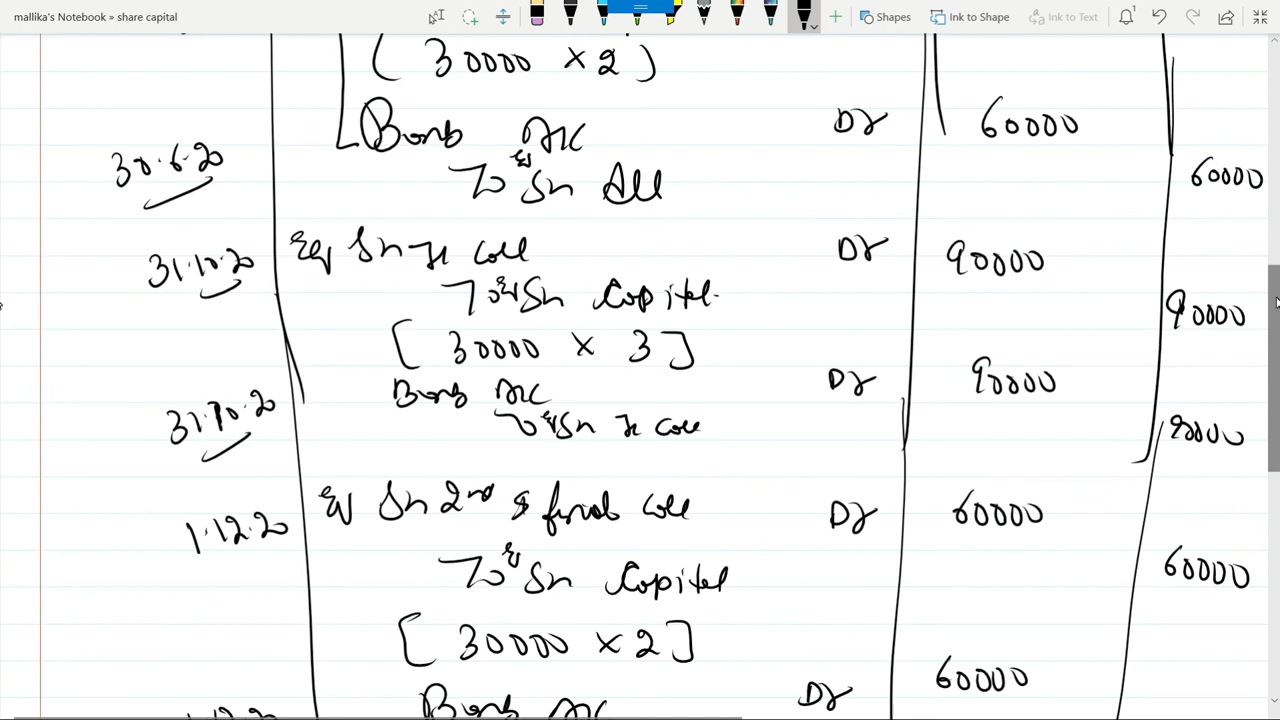 mallika's Notebook » share capital
Shapes Ink to Shape Ink to Text
( 30000 × 2 )
Bank A/c Dr 60000
30.6.20
To Eq Sh All 60000
31.10.20 Eq Sh Ist call Dr 90000
To Eq Sh Capital 90000
[ 30000 × 3 ]
31.10.20 Bank A/c Dr 90000
To Eq Sh Ist call 90000
1.12.20 Eq Sh 2nd & final call Dr 60000
To Eq Sh Capital 60000
[ 30000 × 2 ]
Bank A/c Dr 60000